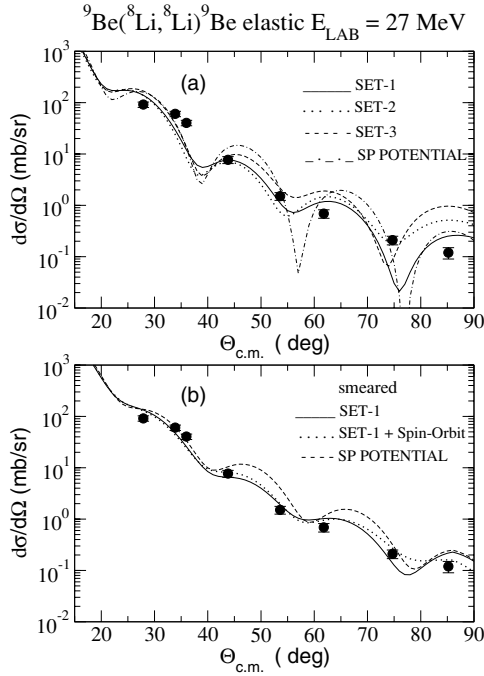 ⁹Be(⁸Li,⁸Li)⁹Be elastic E_LAB = 27 MeV
(a)
SET-1
SET-2
SET-3
SP POTENTIAL
dσ/dΩ (mb/sr)
10³
10²
10¹
10⁰
10⁻¹
10⁻²
20 30 40 50 60 70 80 90
Θc.m. ( deg)
(b)
smeared
SET-1
SET-1 + Spin-Orbit
SP POTENTIAL
dσ/dΩ (mb/sr)
10³
10²
10¹
10⁰
10⁻¹
10⁻²
20 30 40 50 60 70 80 90
Θc.m. ( deg)